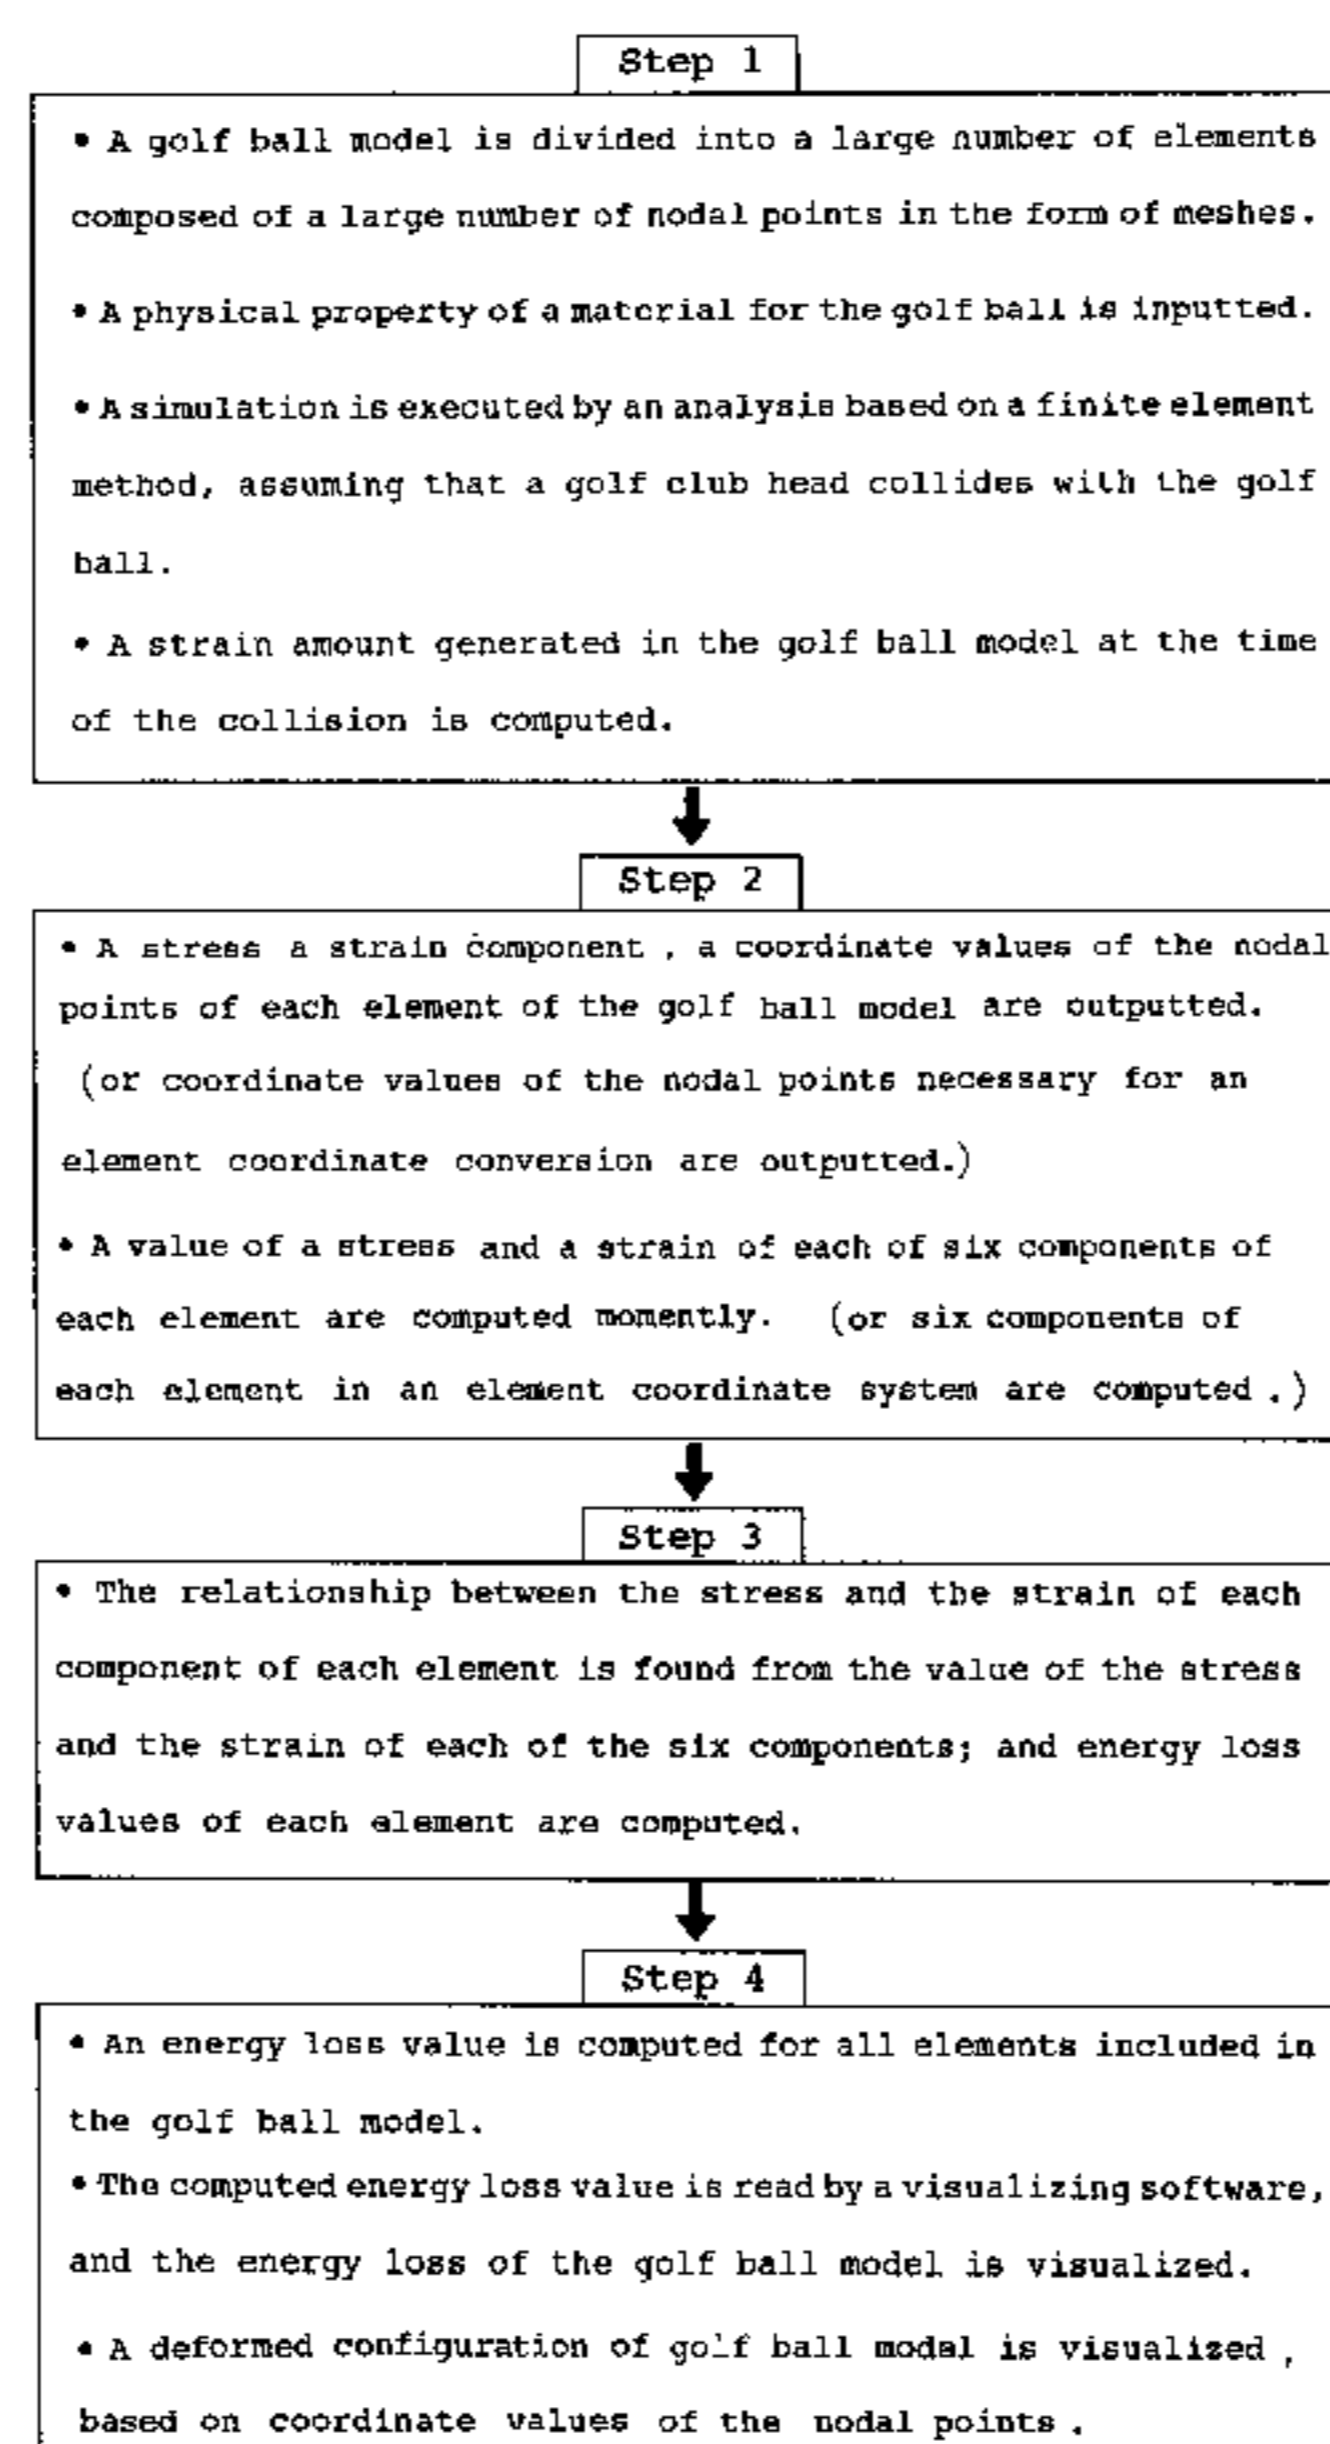 Step 1
• A golf ball model is divided into a large number of elements
composed of a large number of nodal points in the form of meshes.
• A physical property of a material for the golf ball is inputted.
• A simulation is executed by an analysis based on a finite element
method, assuming that a golf club head collides with the golf
ball.
• A strain amount generated in the golf ball model at the time
of the collision is computed.
Step 2
• A stress a strain component , a coordinate values of the nodal
points of each element of the golf ball model are outputted.
(or coordinate values of the nodal points necessary for an
element coordinate conversion are outputted.)
• A value of a stress and a strain of each of six components of
each element are computed momently. (or six components of
each element in an element coordinate system are computed .)
Step 3
• The relationship between the stress and the strain of each
component of each element is found from the value of the stress
and the strain of each of the six components; and energy loss
values of each element are computed.
Step 4
• An energy loss value is computed for all elements included in
the golf ball model.
• The computed energy loss value is read by a visualizing software,
and the energy loss of the golf ball model is visualized.
• A deformed configuration of golf ball model is visualized ,
based on coordinate values of the nodal points .